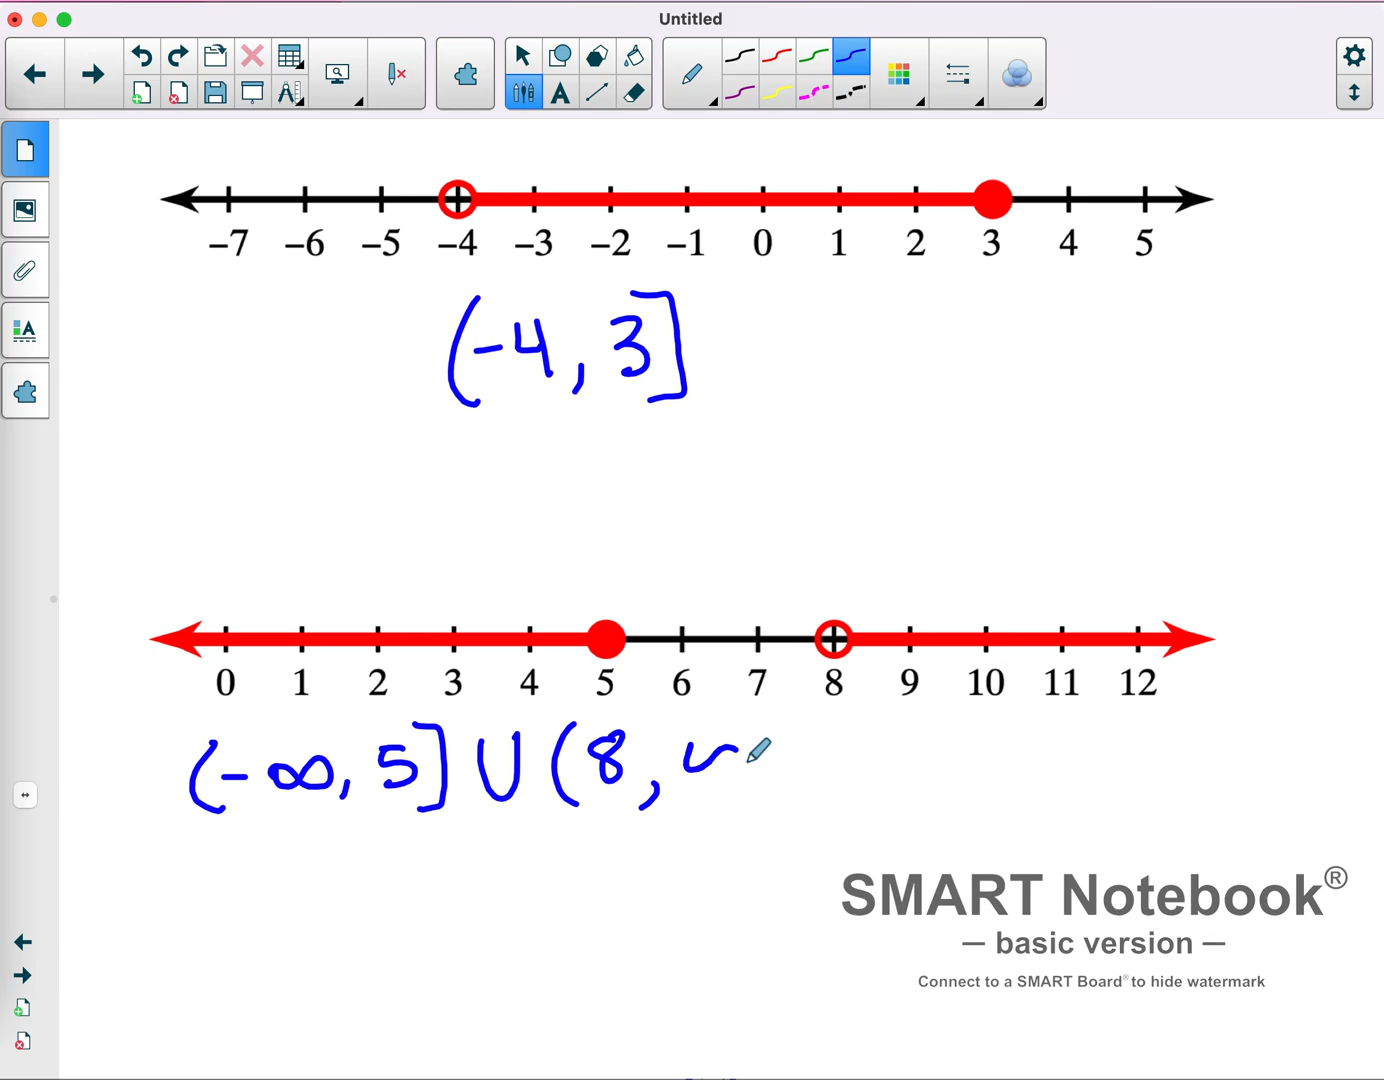 Untitled
−7 −6 −5 −4 −3 −2 −1 0 1 2 3 4 5
(-4, 3]
0 1 2 3 4 5 6 7 8 9 10 11 12
(-∞, 5] ∪ (8,
SMART Notebook®
— basic version —
Connect to a SMART Board® to hide watermark